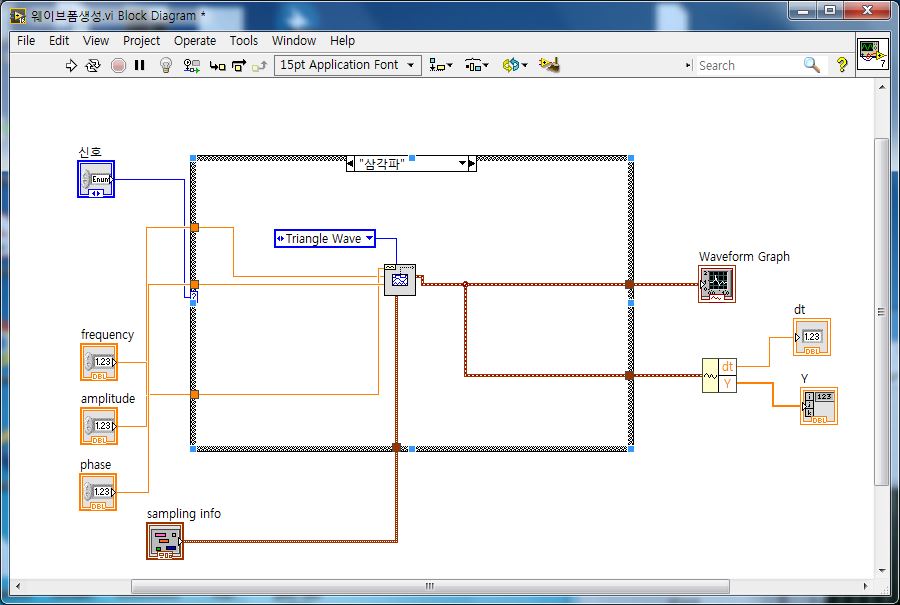 웨이브폼생성.vi Block Diagram *
File Edit View Project Operate Tools Window Help
15pt Application Font
Search
?
7
신호
Enum
"삼각파"
Triangle Wave
?
Waveform Graph
dt
1.23
DBL
frequency
1.23
DBL
dt
Y
Y
123
DBL
amplitude
1.23
DBL
phase
1.23
DBL
sampling info